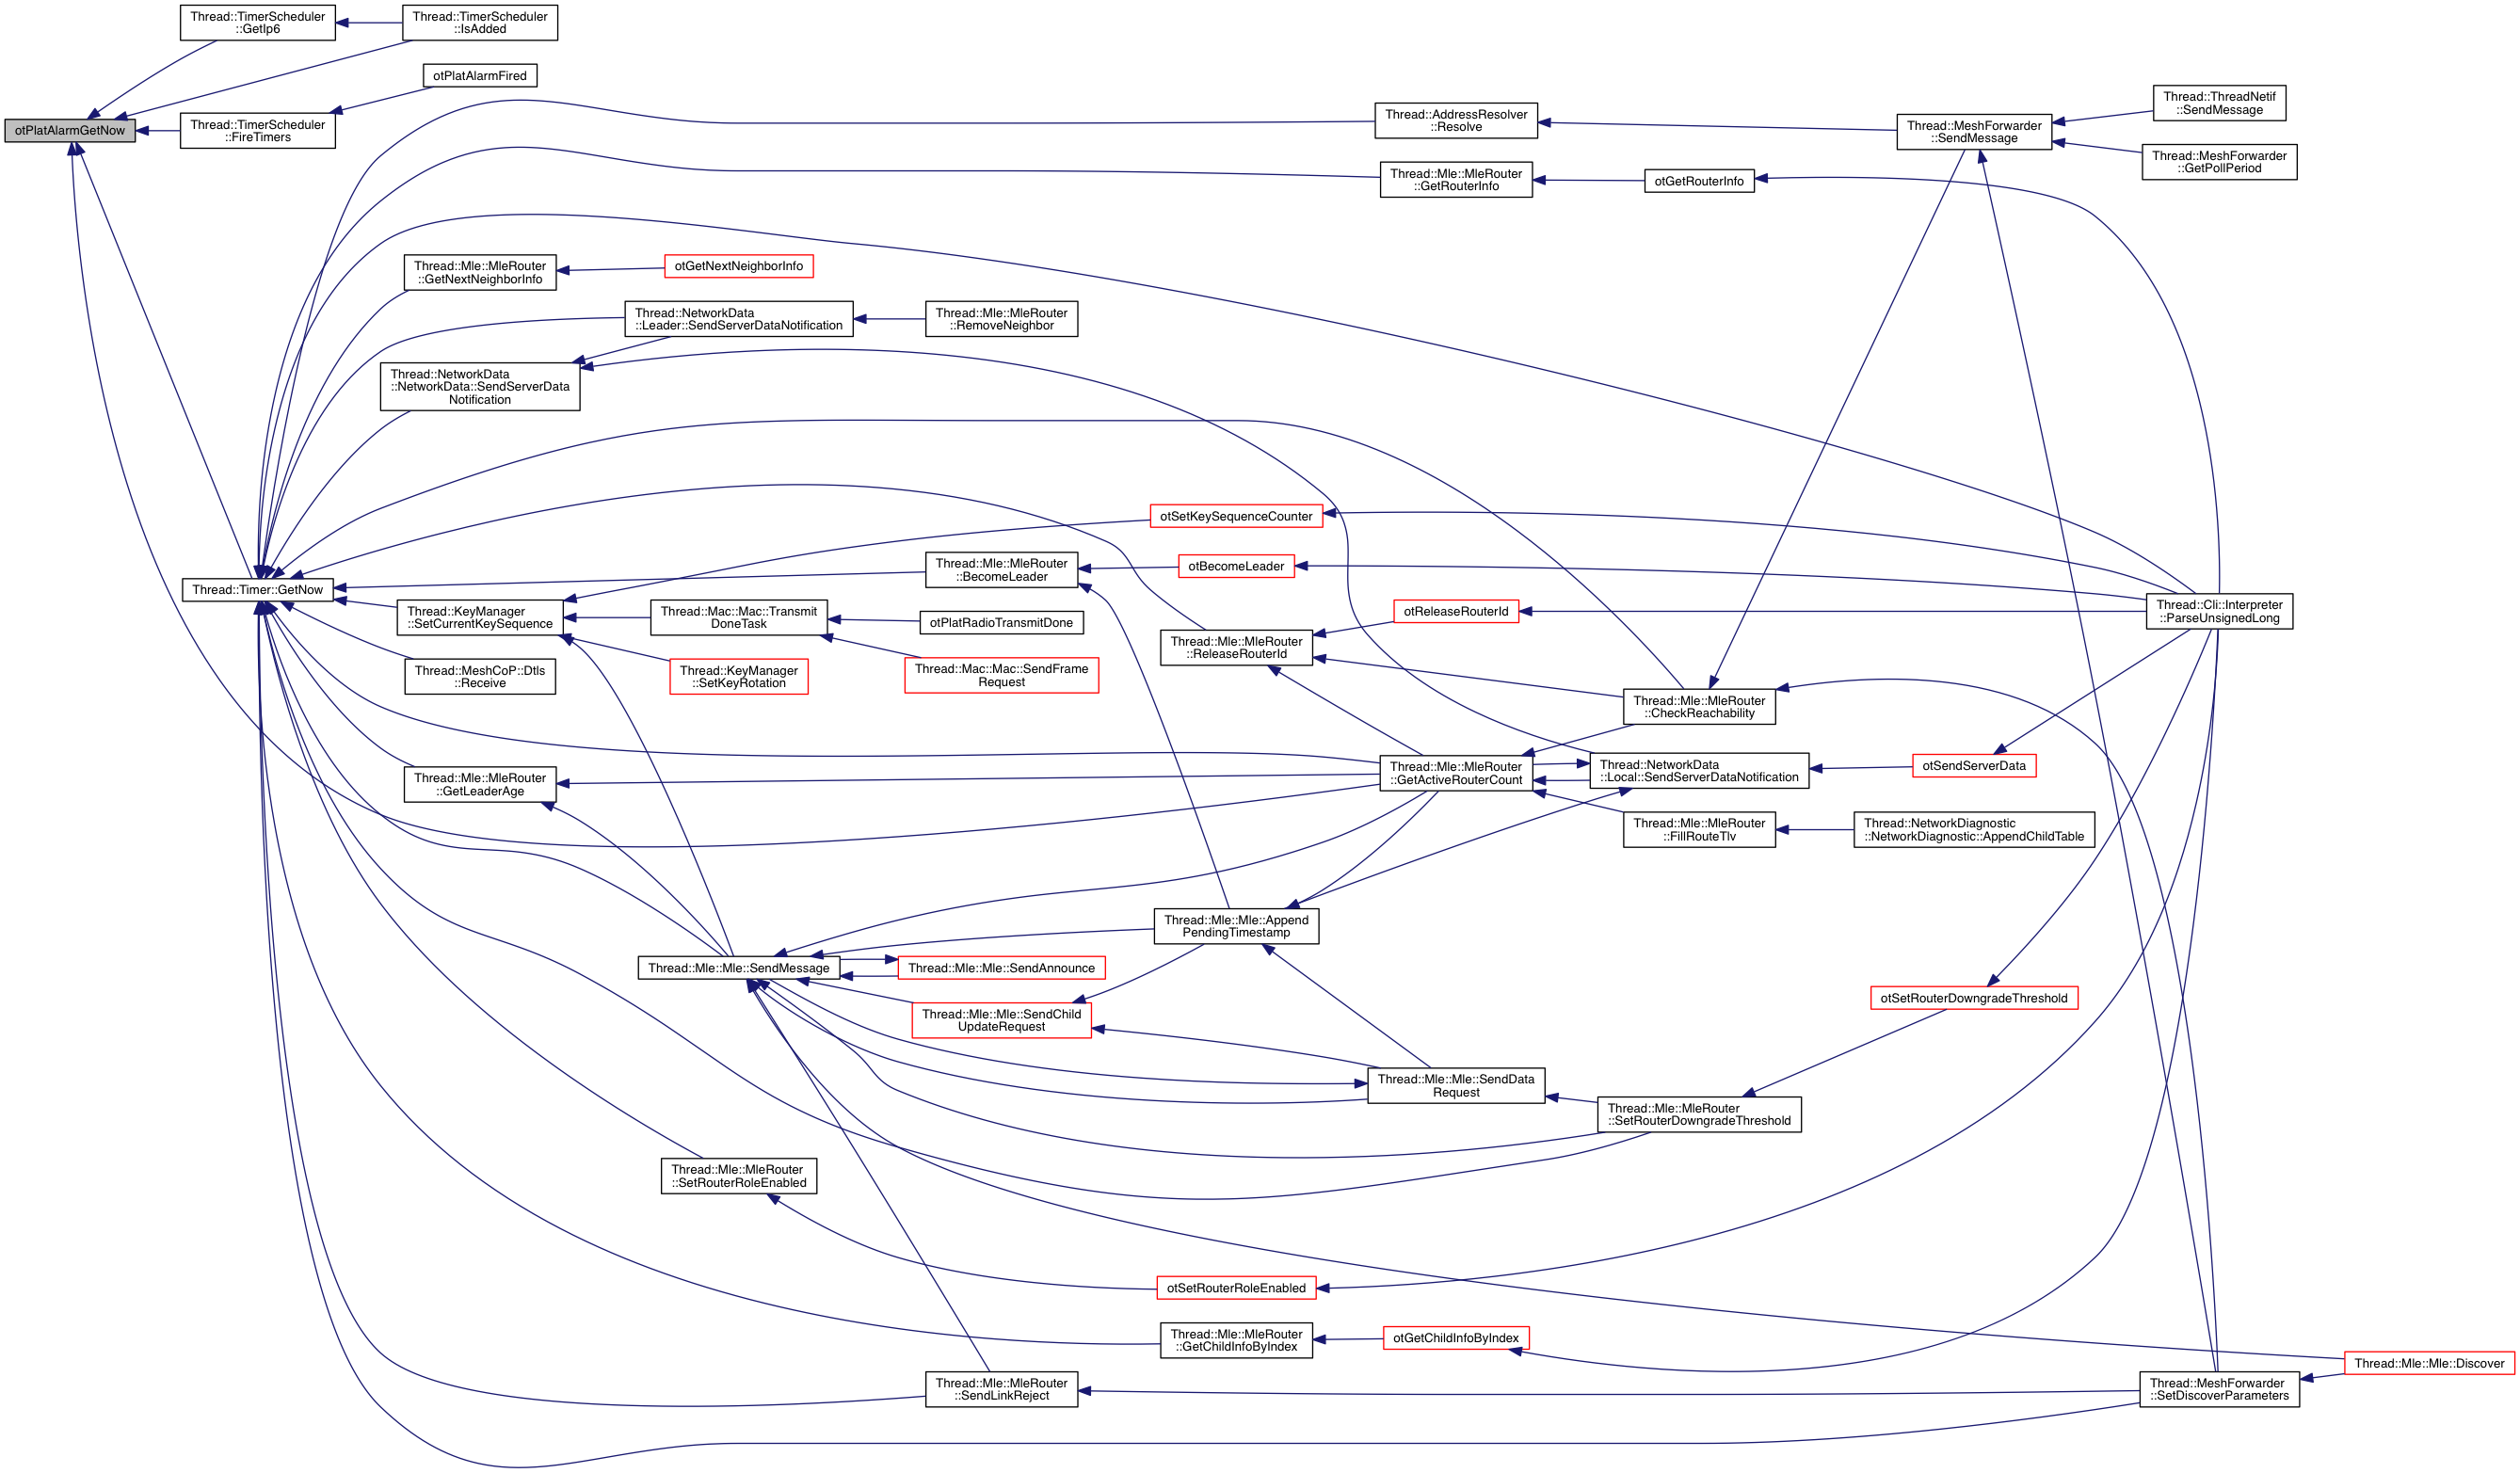 Thread::TimerScheduler
::GetIp6
Thread::TimerScheduler
::IsAdded
otPlatAlarmFired
otPlatAlarmGetNow
Thread::TimerScheduler
::FireTimers
Thread::AddressResolver
::Resolve
Thread::MeshForwarder
::SendMessage
Thread::ThreadNetif
::SendMessage
Thread::MeshForwarder
::GetPollPeriod
Thread::Mle::MleRouter
::GetRouterInfo
otGetRouterInfo
Thread::Mle::MleRouter
::GetNextNeighborInfo
otGetNextNeighborInfo
Thread::NetworkData
::Leader::SendServerDataNotification
Thread::Mle::MleRouter
::RemoveNeighbor
Thread::NetworkData
::NetworkData::SendServerData
Notification
otSetKeySequenceCounter
Thread::Timer::GetNow
Thread::Mle::MleRouter
::BecomeLeader
otBecomeLeader
Thread::KeyManager
::SetCurrentKeySequence
Thread::Mac::Mac::Transmit
DoneTask
otPlatRadioTransmitDone
otReleaseRouterId
Thread::Cli::Interpreter
::ParseUnsignedLong
Thread::Mle::MleRouter
::ReleaseRouterId
Thread::MeshCoP::Dtls
::Receive
Thread::KeyManager
::SetKeyRotation
Thread::Mac::Mac::SendFrame
Request
Thread::Mle::MleRouter
::CheckReachability
Thread::Mle::MleRouter
::GetLeaderAge
Thread::Mle::MleRouter
::GetActiveRouterCount
Thread::NetworkData
::Local::SendServerDataNotification
otSendServerData
Thread::Mle::MleRouter
::FillRouteTlv
Thread::NetworkDiagnostic
::NetworkDiagnostic::AppendChildTable
Thread::Mle::Mle::Append
PendingTimestamp
Thread::Mle::Mle::SendMessage
Thread::Mle::Mle::SendAnnounce
Thread::Mle::Mle::SendChild
UpdateRequest
otSetRouterDowngradeThreshold
Thread::Mle::Mle::SendData
Request
Thread::Mle::MleRouter
::SetRouterDowngradeThreshold
Thread::Mle::MleRouter
::SetRouterRoleEnabled
otSetRouterRoleEnabled
Thread::Mle::MleRouter
::GetChildInfoByIndex
otGetChildInfoByIndex
Thread::Mle::Mle::Discover
Thread::Mle::MleRouter
::SendLinkReject
Thread::MeshForwarder
::SetDiscoverParameters